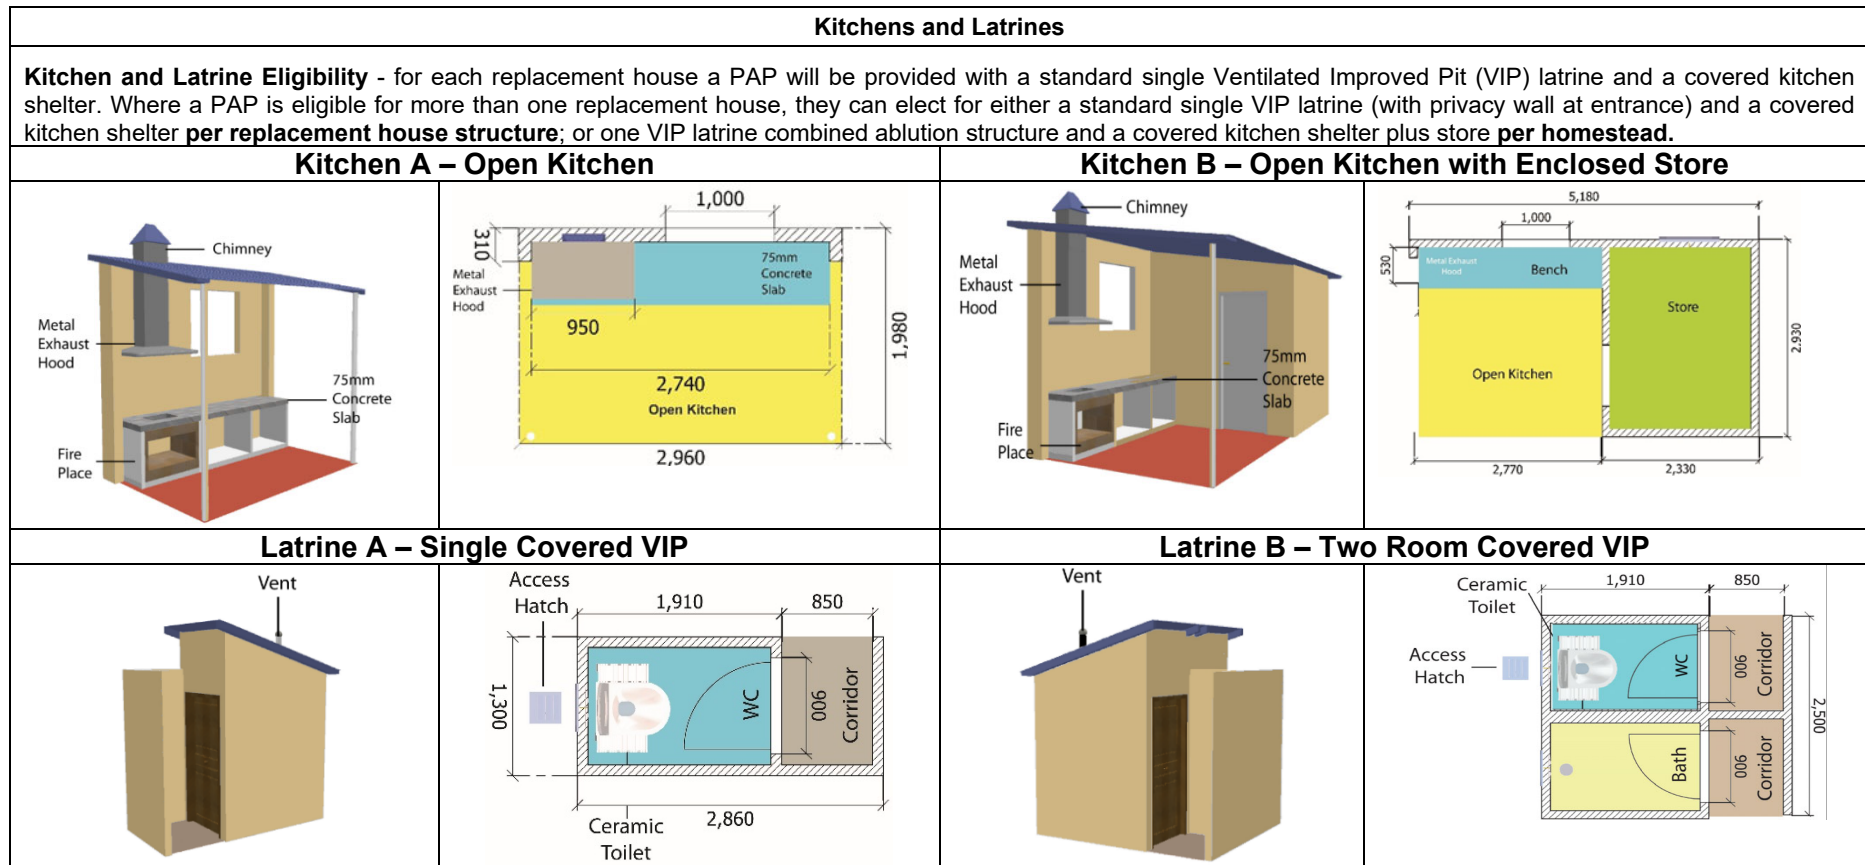 Kitchens and Latrines
Kitchen and Latrine Eligibility - for each replacement house a PAP will be provided with a standard single Ventilated Improved Pit (VIP) latrine and a covered kitchen
shelter. Where a PAP is eligible for more than one replacement house, they can elect for either a standard single VIP latrine (with privacy wall at entrance) and a covered
kitchen shelter per replacement house structure; or one VIP latrine combined ablution structure and a covered kitchen shelter plus store per homestead.
Kitchen A – Open Kitchen
Chimney
Metal
Exhaust
Hood
75mm
Concrete
Slab
Fire
Place
1,000
310
Metal
Exhaust
Hood
75mm
Concrete
Slab
950
1,980
2,740
Open Kitchen
2,960
Kitchen B – Open Kitchen with Enclosed Store
Chimney
Metal
Exhaust
Hood
75mm
Concrete
Slab
Fire
Place
5,180
1,000
530
Metal Exhaust
Hood
Bench
Store
2.930
Open Kitchen
2,770
2,330
Latrine A – Single Covered VIP
Vent
Access
Hatch
1,910
850
1,300
WC
900
Corridor
2,860
Ceramic
Toilet
Latrine B – Two Room Covered VIP
Vent
Ceramic
Toilet
1,910
850
Access
Hatch
WC
900
Corridor
2,500
Bath
900
Corridor